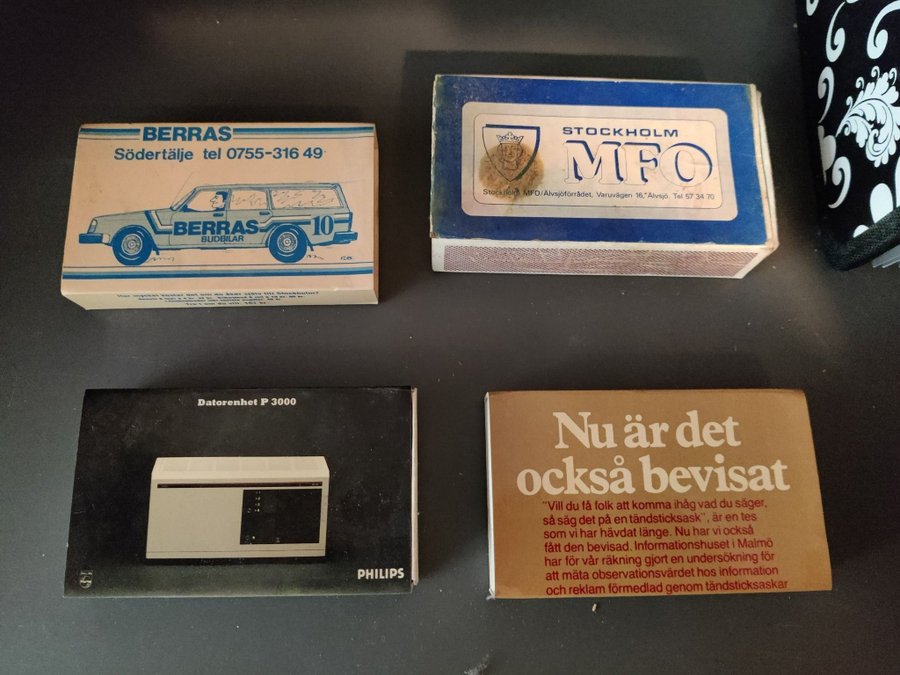 BERRAS
Södertälje tel 0755-316 49
BERRAS
BUDBILAR
10
STOCKHOLM
MFO
Stockholm MFO/Älvsjöförrådet, Varuvägen 16, Älvsjö. Tel 57 34 70
Datorenhet P 3000
PHILIPS
Nu är det
också bevisat
"Vill du få folk att komma ihåg vad du säger,
så säg det på en tändsticksask", är en tes
som vi har hävdat länge. Nu har vi också
fått den bevisad. Informationshuset i Malmö
har för vår räkning gjort en undersökning för
att mäta observationsvärdet hos information
och reklam förmedlad genom tändsticksaskar